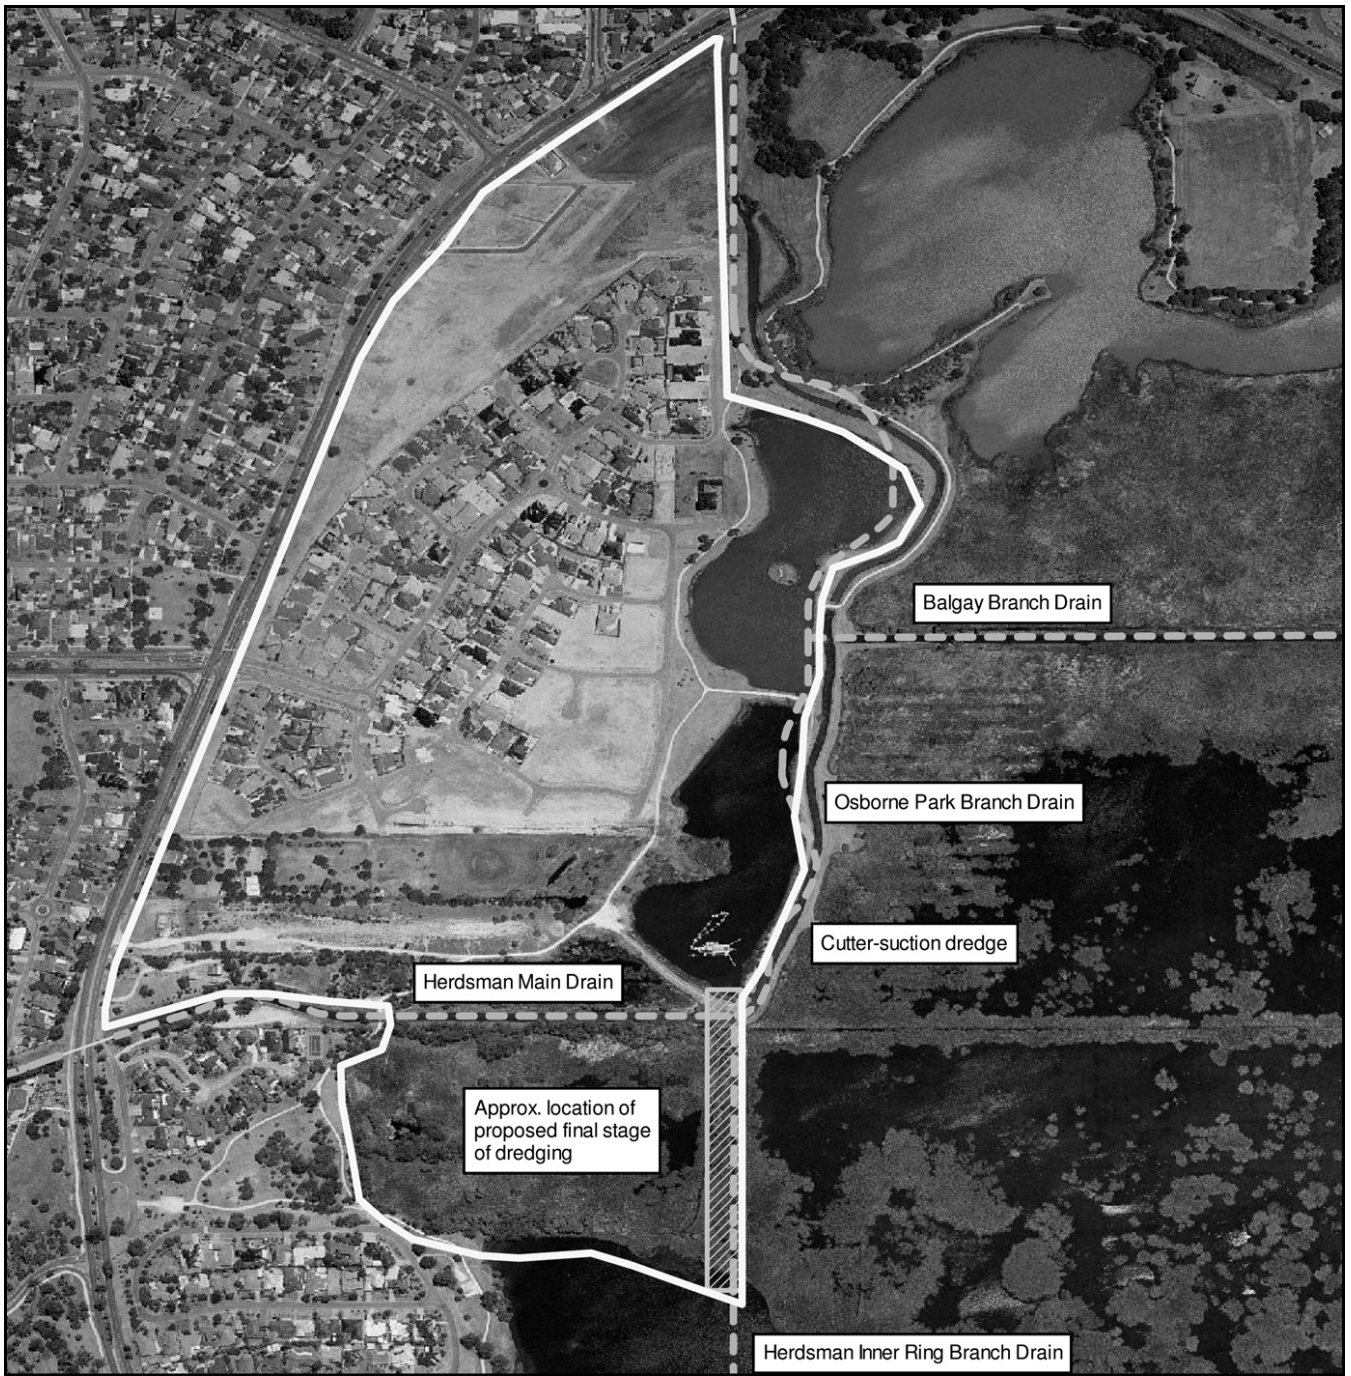 Balgay Branch Drain
Osborne Park Branch Drain
Cutter-suction dredge
Herdsman Main Drain
Approx. location of
proposed final stage
of dredging
Herdsman Inner Ring Branch Drain